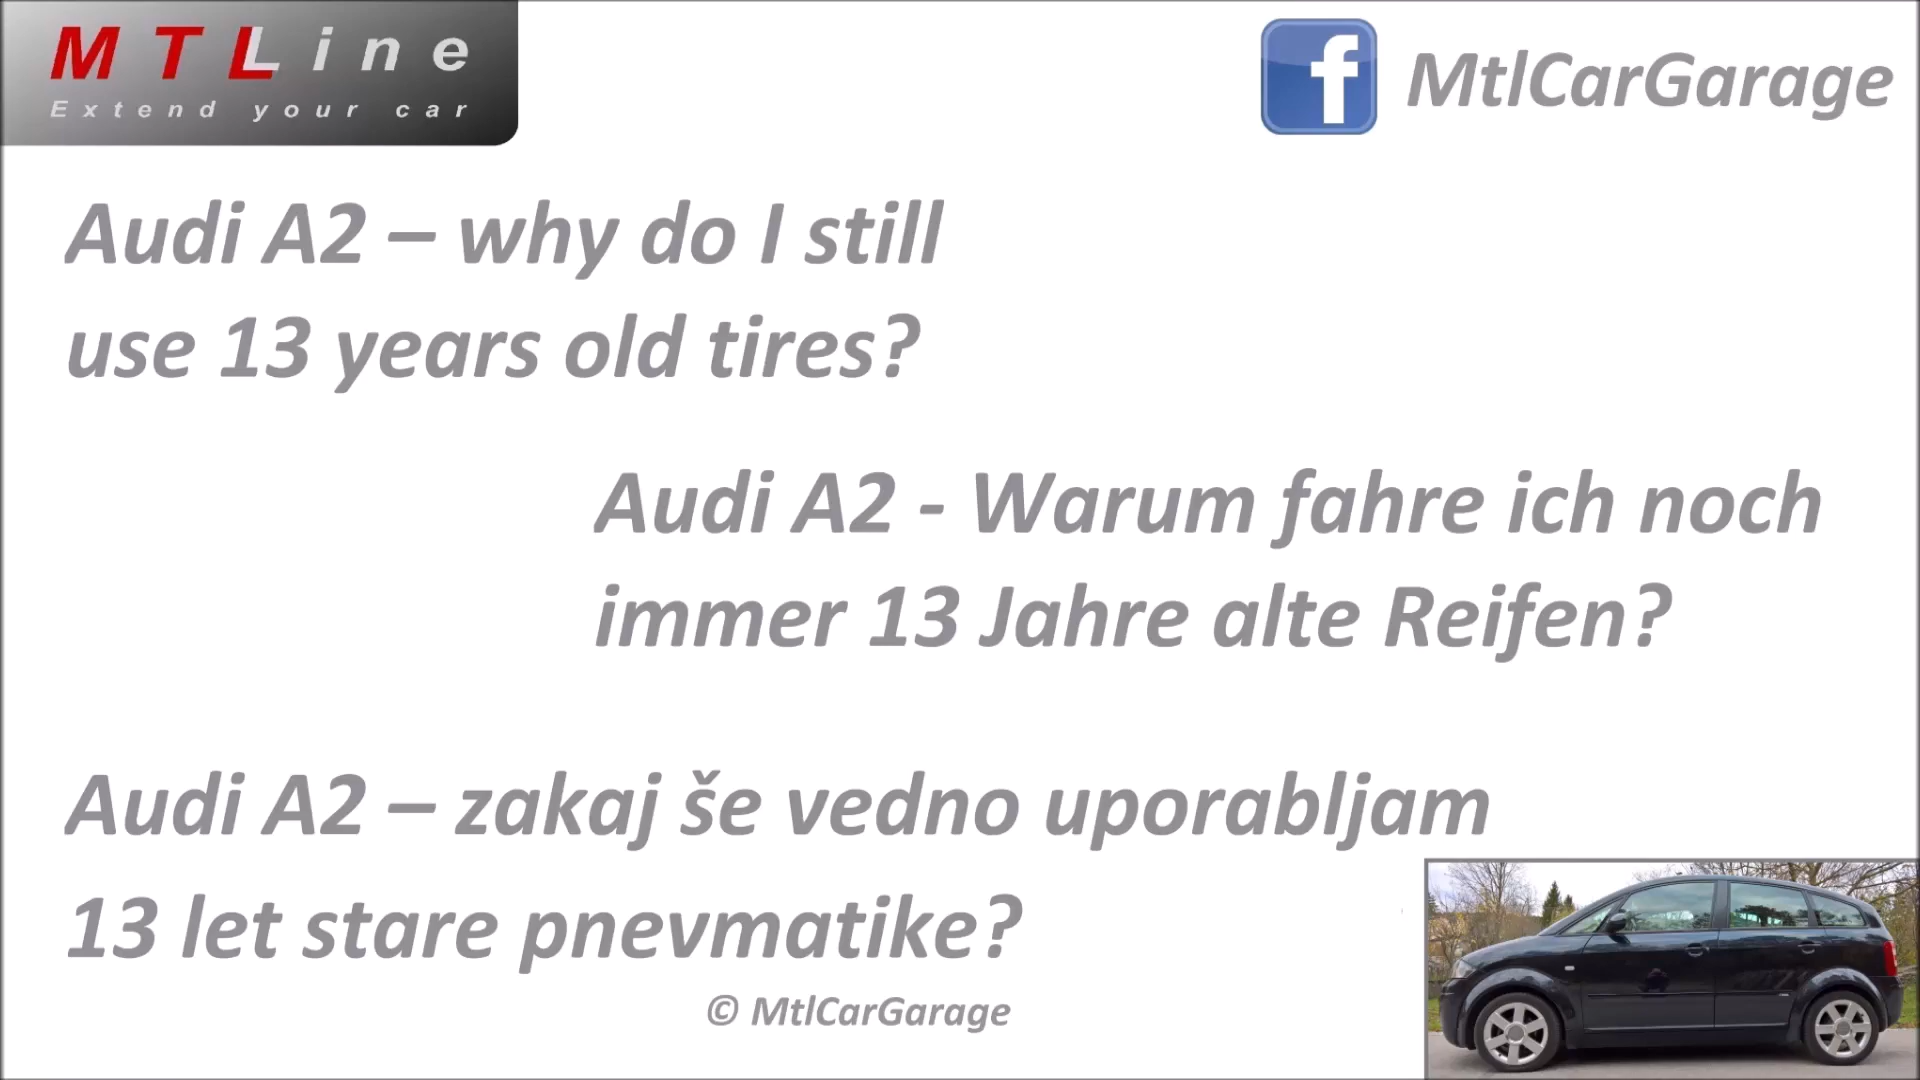 MTLine
Extend your car
f MtlCarGarage
Audi A2 – why do I still
use 13 years old tires?
Audi A2 - Warum fahre ich noch
immer 13 Jahre alte Reifen?
Audi A2 – zakaj še vedno uporabljam
13 let stare pnevmatike?
© MtlCarGarage